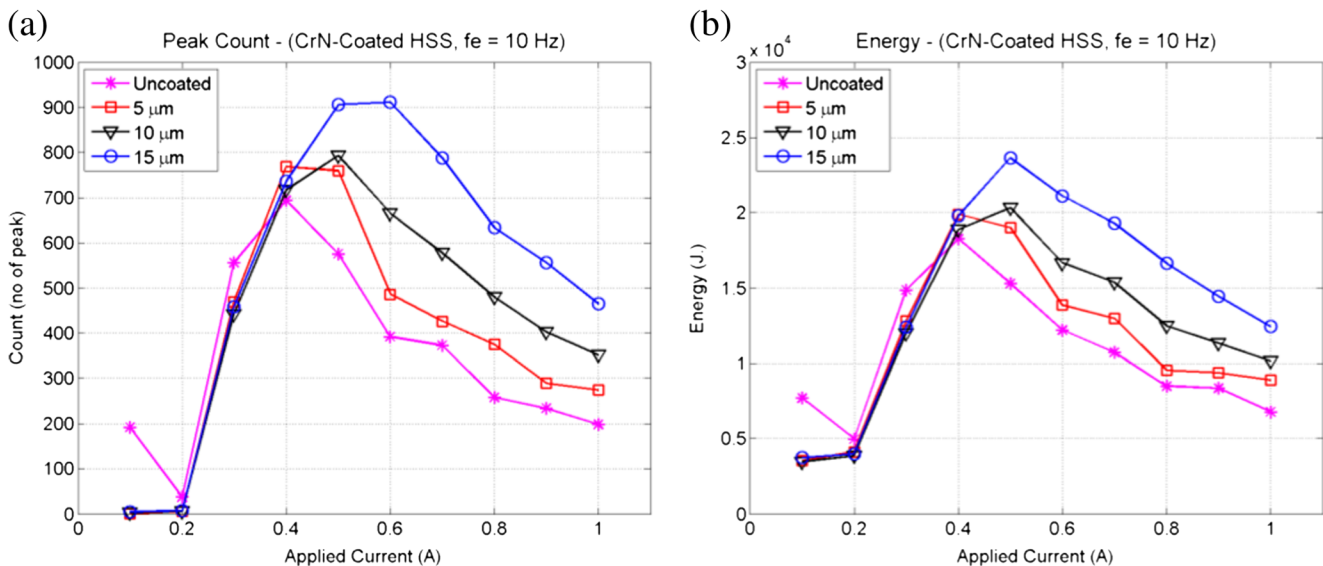 (a)
Peak Count - (CrN-Coated HSS, fe = 10 Hz)
1000
900
800
700
600
500
400
300
200
100
0
Count (no of peak)
Uncoated
5 μm
10 μm
15 μm
0 0.2 0.4 0.6 0.8 1
Applied Current (A)
(b)
Energy - (CrN-Coated HSS, fe = 10 Hz)
x 10⁴
3
2.5
2
1.5
1
0.5
0
Energy (J.)
Uncoated
5 μm
10 μm
15 μm
0 0.2 0.4 0.6 0.8 1
Applied Current (A)